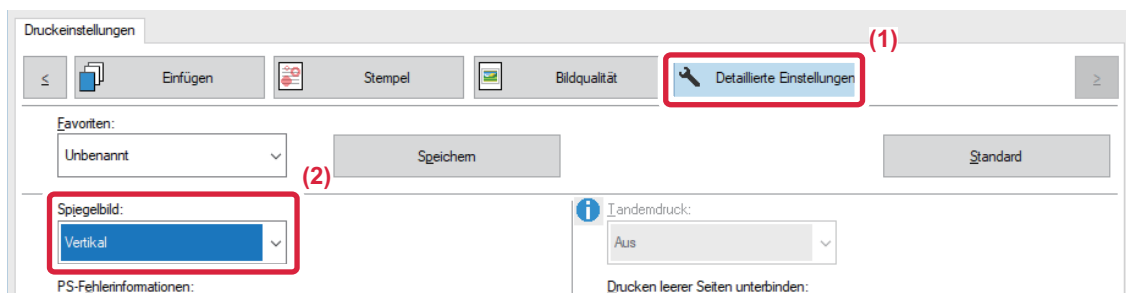 Druckeinstellungen
(1)
≤ Einfügen Stempel Bildqualität Detaillierte Einstellungen ≥
Favoriten:
Unbenannt Speichern Standard
(2)
Spiegelbild: Tandemdruck:
Vertikal Aus
PS-Fehlerinformationen: Drucken leerer Seiten unterbinden: